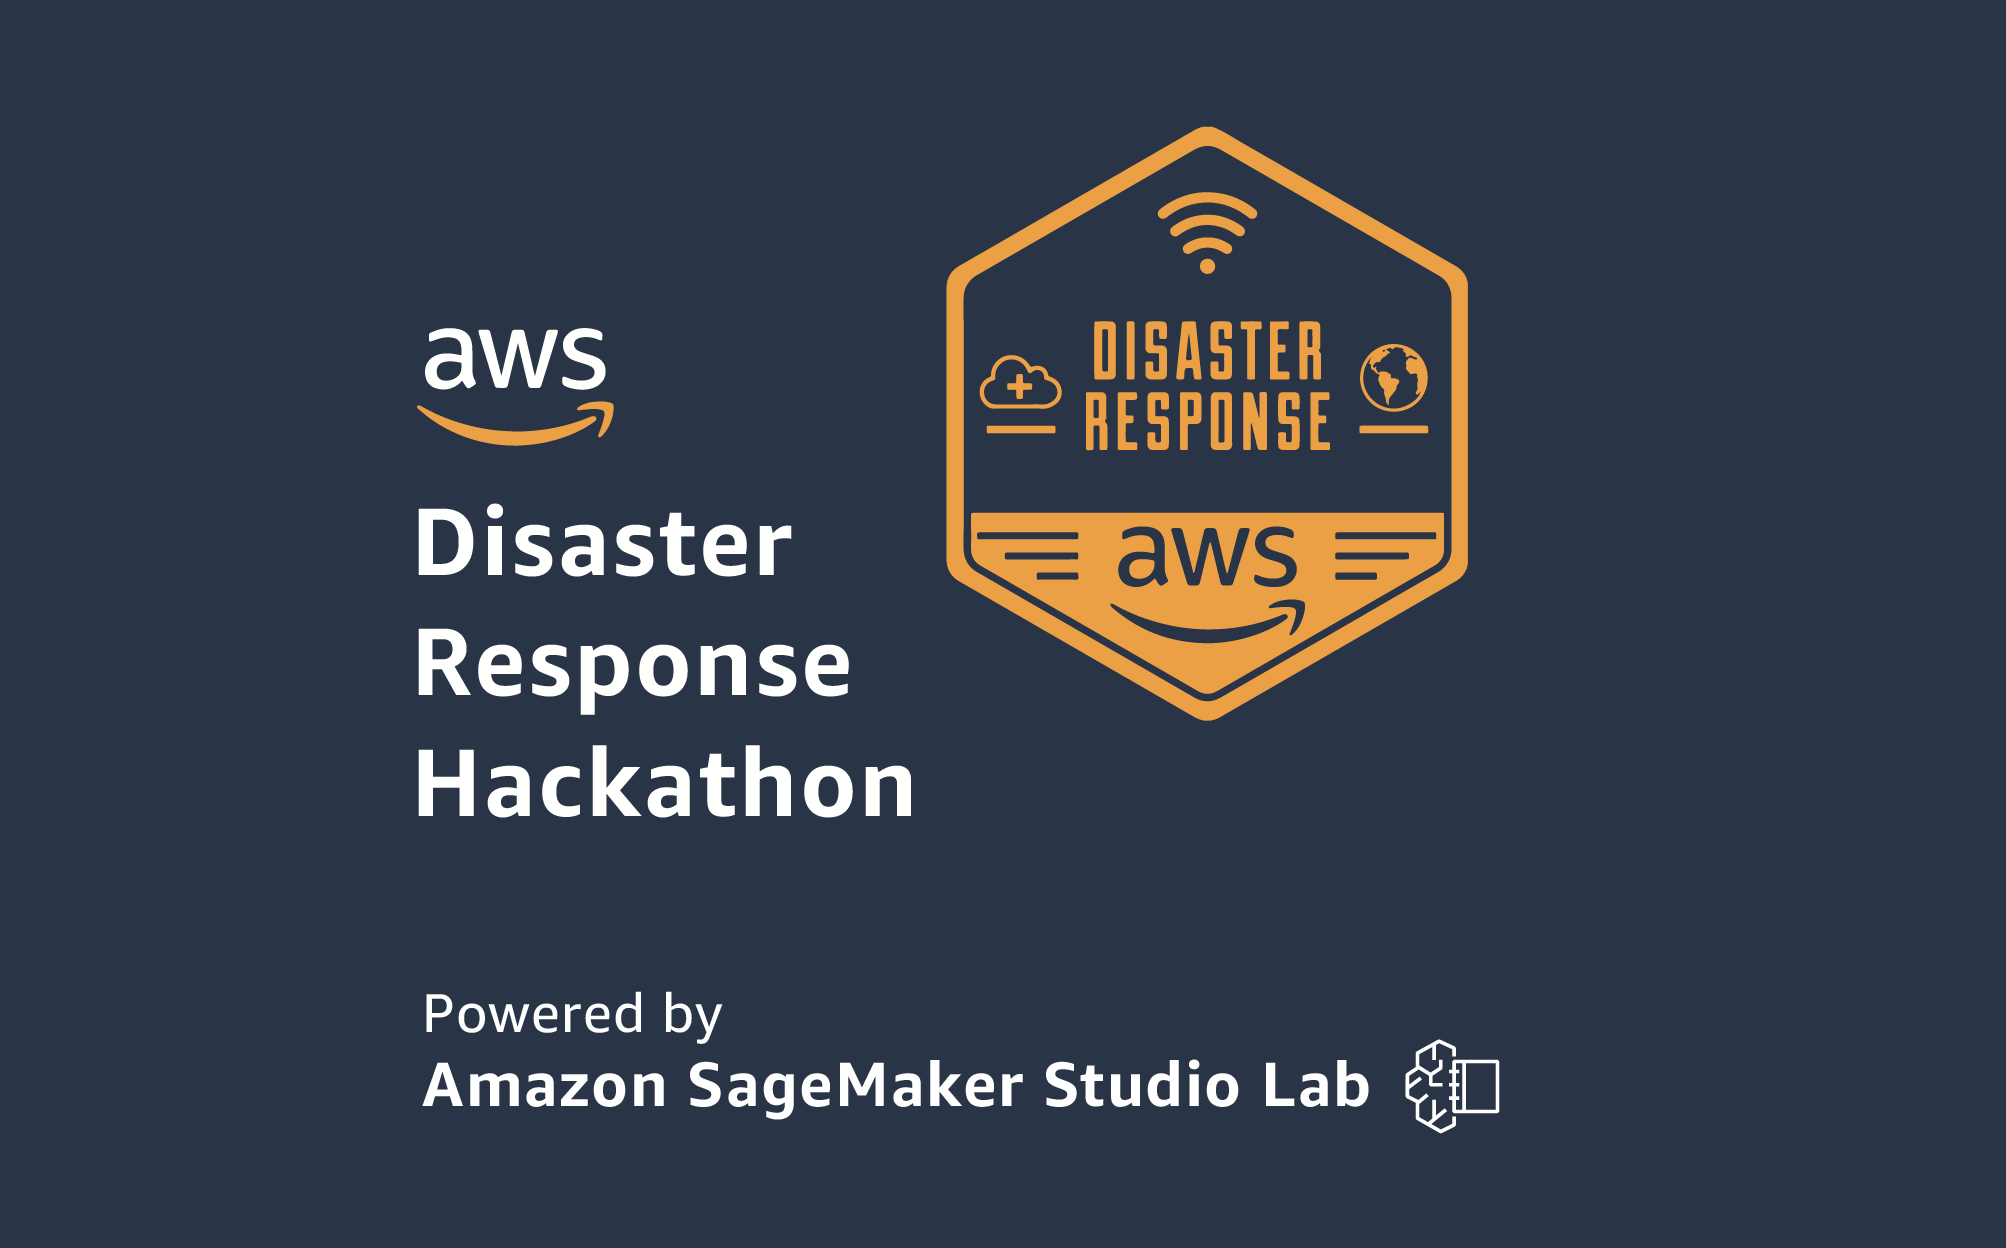 aws
Disaster
Response
Hackathon
DISASTER
RESPONSE
aws
Powered by
Amazon SageMaker Studio Lab